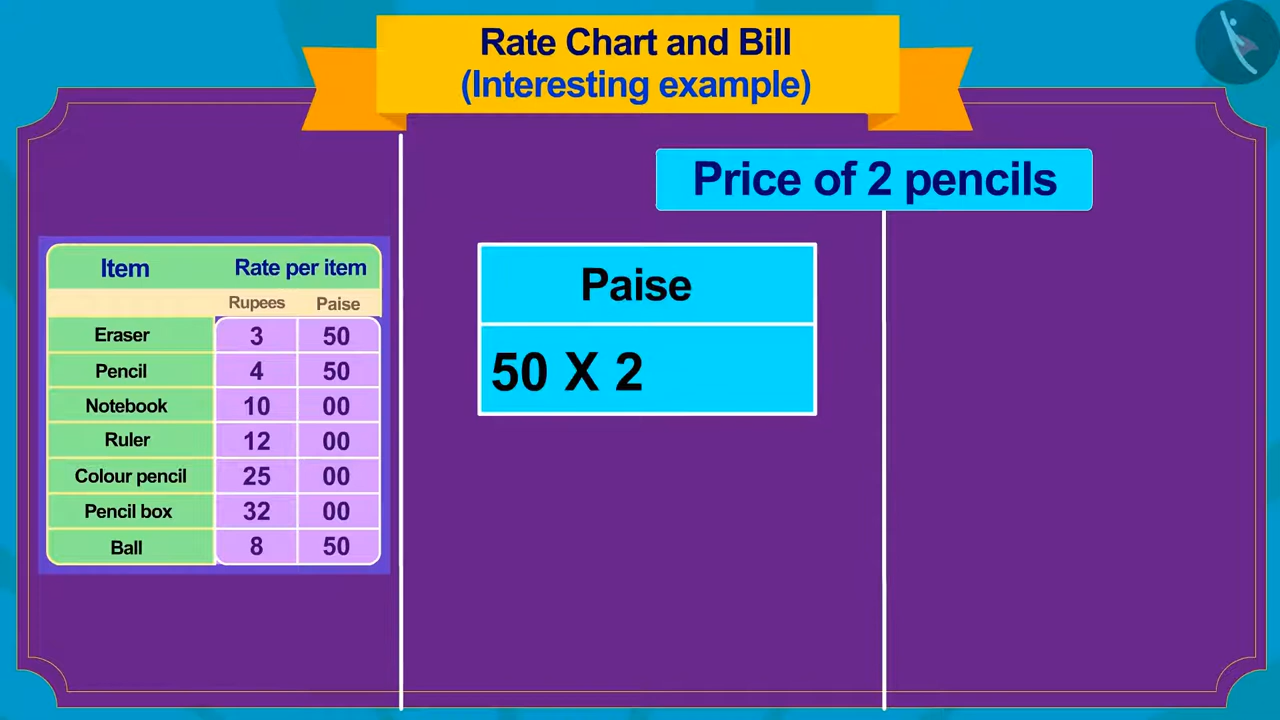 Rate Chart and Bill
(Interesting example)
Price of 2 pencils
Item Rate per item
Rupees Paise
Eraser 3 50
Pencil 4 50
Notebook 10 00
Ruler 12 00
Colour pencil 25 00
Pencil box 32 00
Ball 8 50
Paise
50 X 2